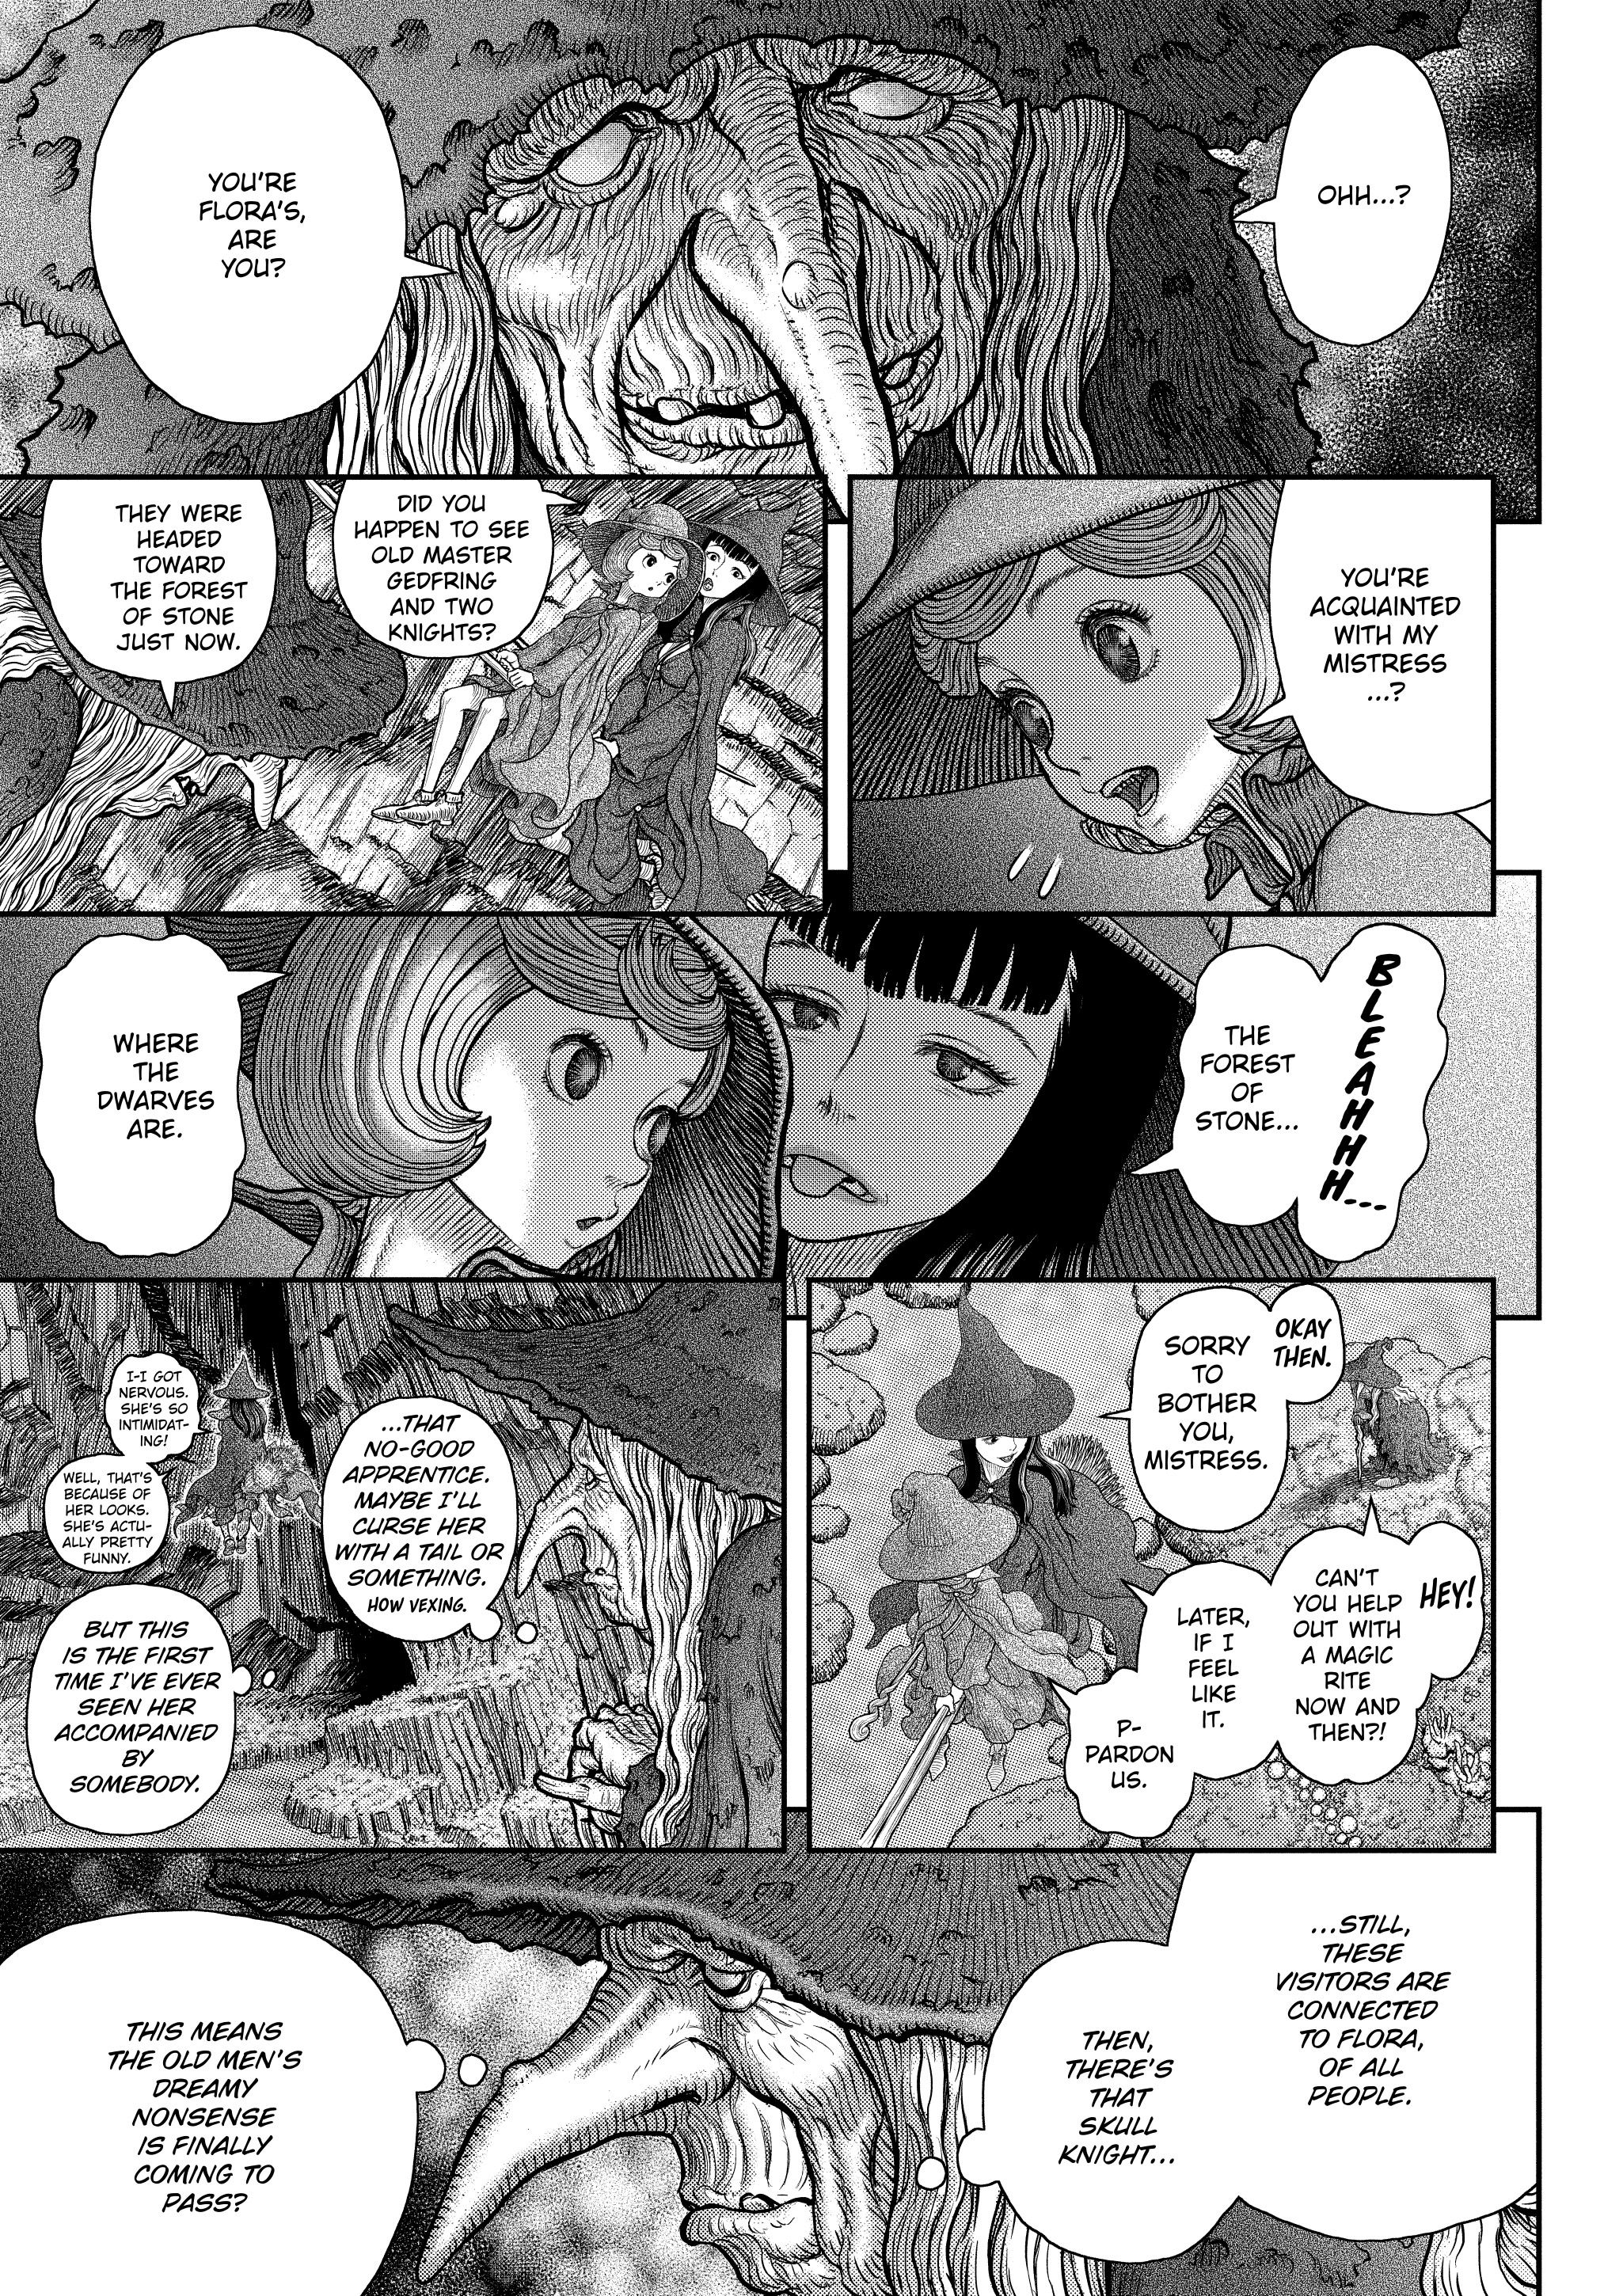 OHH...?
YOU'RE
FLORA'S,
ARE
YOU?
YOU'RE
ACQUAINTED
WITH MY
MISTRESS
...?
DID YOU
HAPPEN TO SEE
OLD MASTER
GEDFRING
AND TWO
KNIGHTS?
THEY WERE
HEADED
TOWARD
THE FOREST
OF STONE
JUST NOW.
BLEAHHH...
THE
FOREST
OF
STONE...
WHERE
THE
DWARVES
ARE.
OKAY
THEN.
SORRY
TO
BOTHER
YOU,
MISTRESS.
HEY!
CAN'T
YOU HELP
OUT WITH
A MAGIC
RITE
NOW AND
THEN?!
LATER,
IF I
FEEL
LIKE
IT.
P-
PARDON
US.
...THAT
NO-GOOD
APPRENTICE.
MAYBE I'LL
CURSE HER
WITH A TAIL OR
SOMETHING.
HOW VEXING.
I-I GOT
NERVOUS.
SHE'S SO
INTIMIDAT-
ING!
WELL, THAT'S
BECAUSE OF
HER LOOKS.
SHE'S ACTU-
ALLY PRETTY
FUNNY.
BUT THIS
IS THE FIRST
TIME I'VE EVER
SEEN HER
ACCOMPANIED
BY
SOMEBODY.
...STILL,
THESE
VISITORS ARE
CONNECTED
TO FLORA,
OF ALL
PEOPLE.
THEN,
THERE'S
THAT
SKULL
KNIGHT...
THIS MEANS
THE OLD MEN'S
DREAMY
NONSENSE
IS FINALLY
COMING TO
PASS?